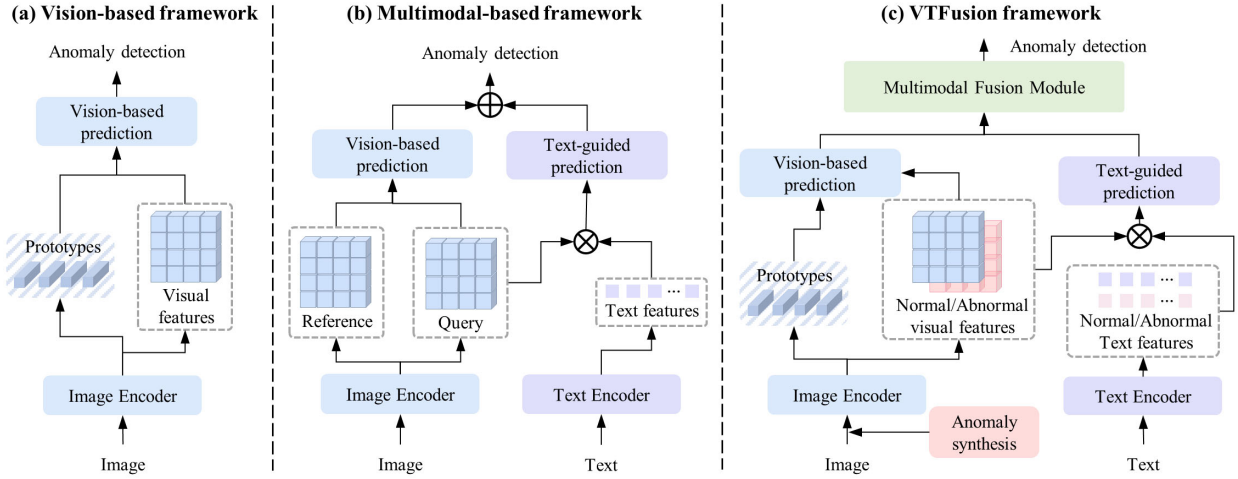 (a) Vision-based framework
Anomaly detection
Vision-based
prediction
Prototypes
Visual
features
Image Encoder
Image
(b) Multimodal-based framework
Anomaly detection
Vision-based
prediction
Text-guided
prediction
Reference
Query
...
Text features
Image Encoder
Text Encoder
Image
Text
(c) VTFusion framework
Anomaly detection
Multimodal Fusion Module
Vision-based
prediction
Text-guided
prediction
Prototypes
Normal/Abnormal
visual features
...
...
Normal/Abnormal
Text features
Image Encoder
Text Encoder
Anomaly
synthesis
Image
Text